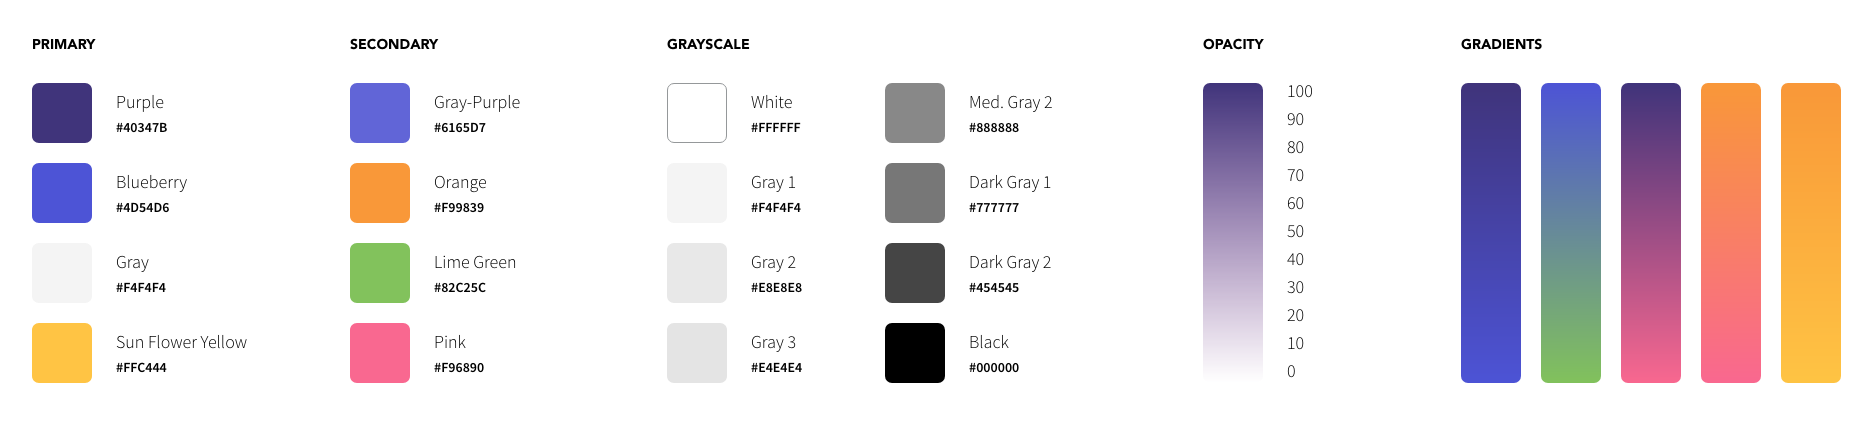 PRIMARY
Purple
#40347B
Blueberry
#4D54D6
Gray
#F4F4F4
Sun Flower Yellow
#FFC444
SECONDARY
Gray-Purple
#6165D7
Orange
#F99839
Lime Green
#82C25C
Pink
#F96890
GRAYSCALE
White
#FFFFFF
Gray 1
#F4F4F4
Gray 2
#E8E8E8
Gray 3
#E4E4E4
Med. Gray 2
#888888
Dark Gray 1
#777777
Dark Gray 2
#454545
Black
#000000
OPACITY
100
90
80
70
60
50
40
30
20
10
0
GRADIENTS